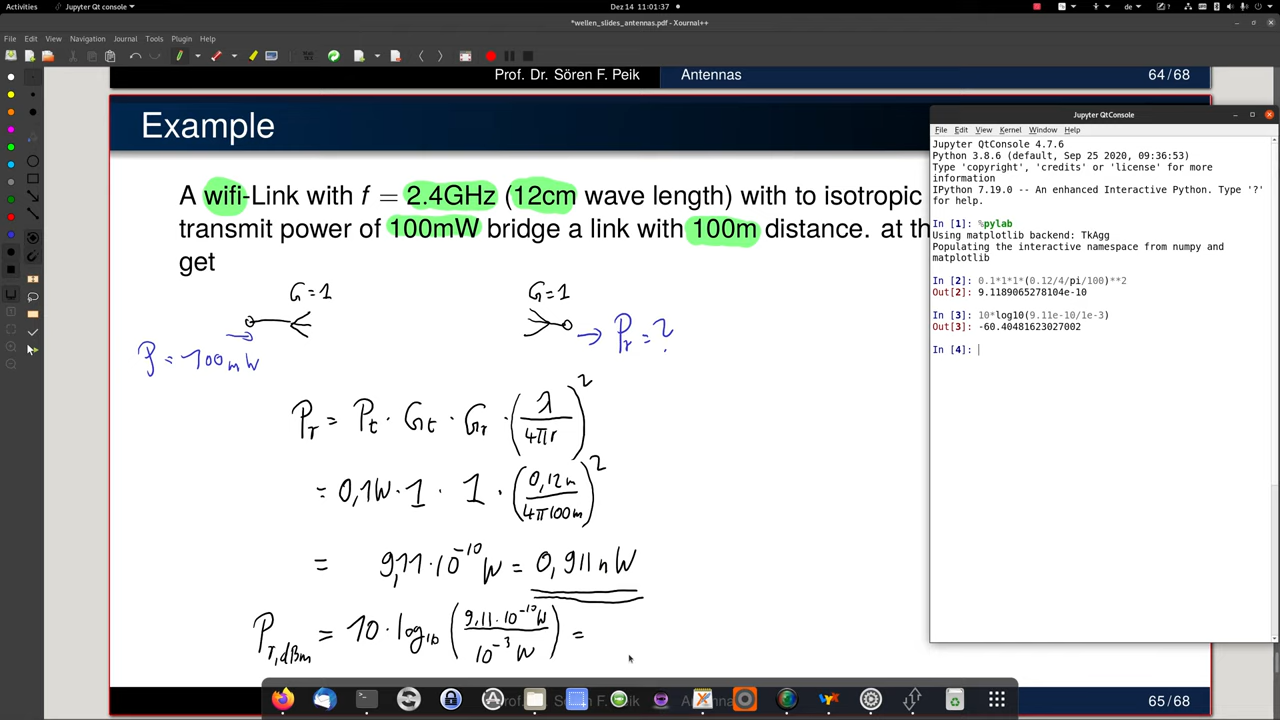 Activities
Jupyter Qt console
Dez 14 11:01:37
de
*wellen_slides_antennas.pdf - Xournal++
File Edit View Navigation Journal Tools Plugin Help
Prof. Dr. Sören F. Peik Antennas 64/68
Example
A wifi-Link with f = 2.4GHz (12cm wave length) with to isotropic
transmit power of 100mW bridge a link with 100m distance. at th
get
G=1 G=1
P = 100mW
Pr = ?
Pr = Pt · Gt · Gr · (λ/4πr)²
= 0,1W · 1 · 1 · (0,12m/4π100m)²
= 9,11·10⁻¹⁰ W = 0,911nW
Pr,dBm = 10·log10 (9,11·10⁻¹⁰W/10⁻³W) =
65/68
Jupyter QtConsole
File Edit View Kernel Window Help
Jupyter QtConsole 4.7.6
Python 3.8.6 (default, Sep 25 2020, 09:36:53)
Type 'copyright', 'credits' or 'license' for more
information
IPython 7.19.0 -- An enhanced Interactive Python. Type '?'
for help.
In [1]: %pylab
Using matplotlib backend: TkAgg
Populating the interactive namespace from numpy and
matplotlib
In [2]: 0.1*1*1*(0.12/4/pi/100)**2
Out[2]: 9.1189065278104e-10
In [3]: 10*log10(9.11e-10/1e-3)
Out[3]: -60.40481623027002
In [4]: